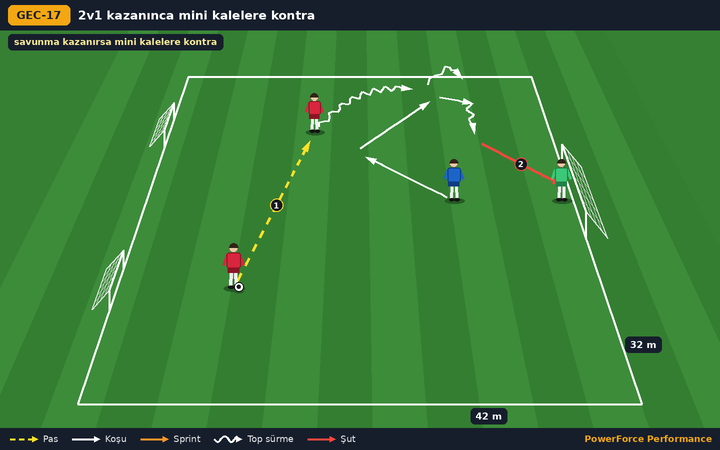 GEC-17 2v1 kazanınca mini kalelere kontra
savunma kazanırsa mini kalelere kontra
1
2
32 m
42 m
Pas Koşu Sprint Top sürme Şut PowerForce Performance